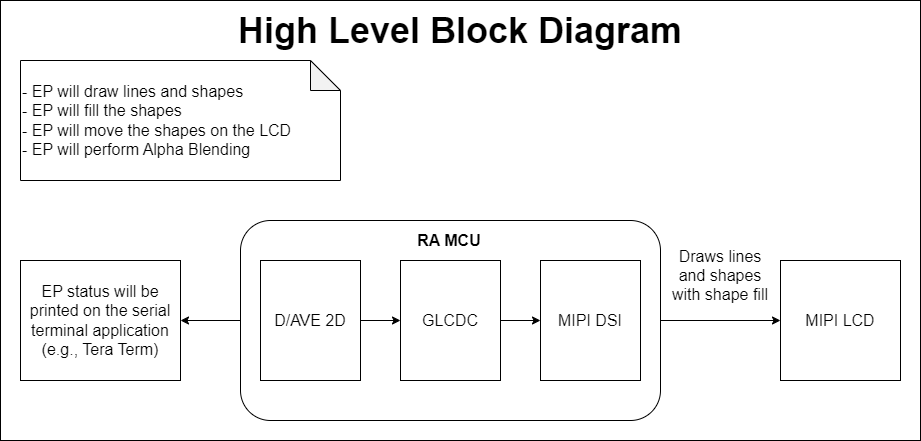 High Level Block Diagram
- EP will draw lines and shapes
- EP will fill the shapes
- EP will move the shapes on the LCD
- EP will perform Alpha Blending
RA MCU
EP status will be
printed on the serial
terminal application
(e.g., Tera Term)
D/AVE 2D
GLCDC
MIPI DSI
Draws lines
and shapes
with shape fill
MIPI LCD